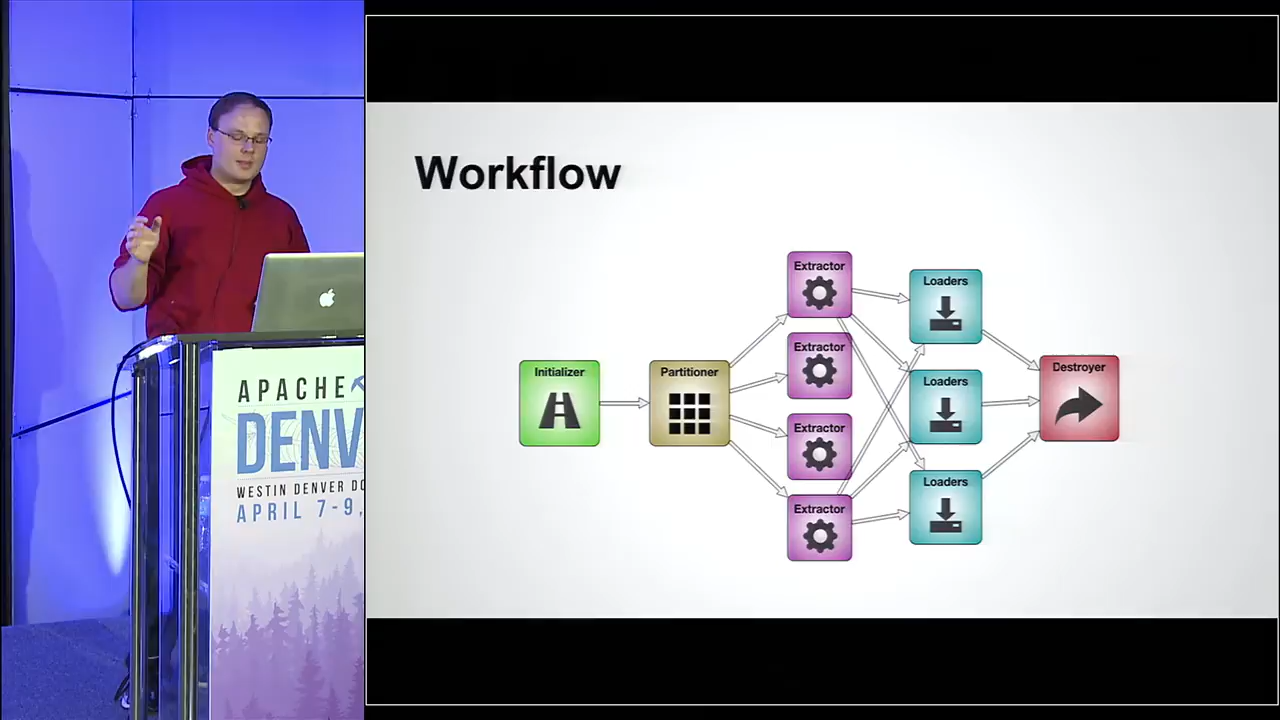 Workflow
Initializer
Partitioner
Extractor
Extractor
Extractor
Extractor
Loaders
Loaders
Loaders
Destroyer
APACHE
DENV
WESTIN DENVER DO
APRIL 7-9,